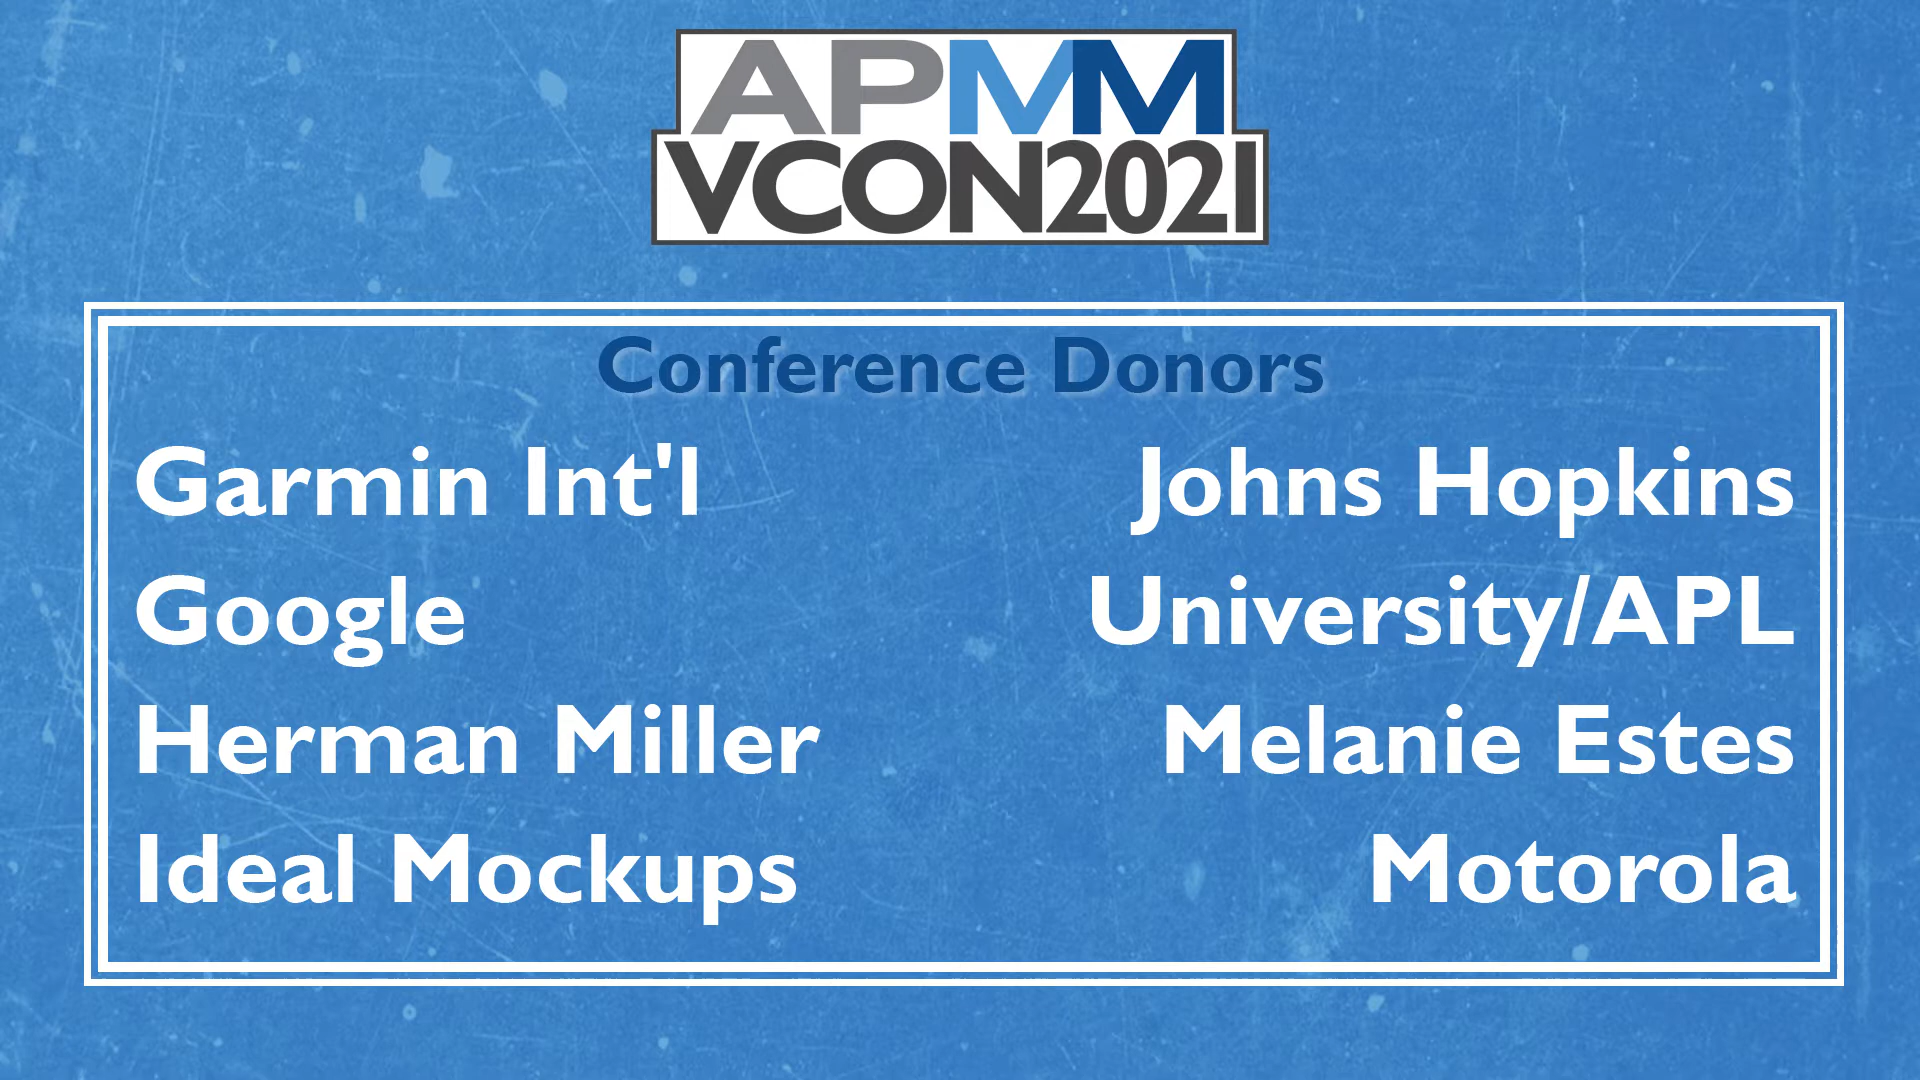 APMM
VCON2021
Conference Donors
Garmin Int'l
Google
Herman Miller
Ideal Mockups
Johns Hopkins
University/APL
Melanie Estes
Motorola